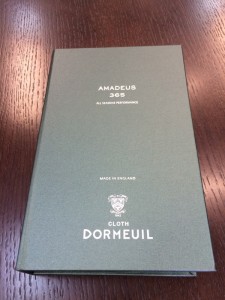 AMADEUS
365
ALL SEASONS PERFORMANCE
MADE IN ENGLAND
CLOTH
DORMEUIL